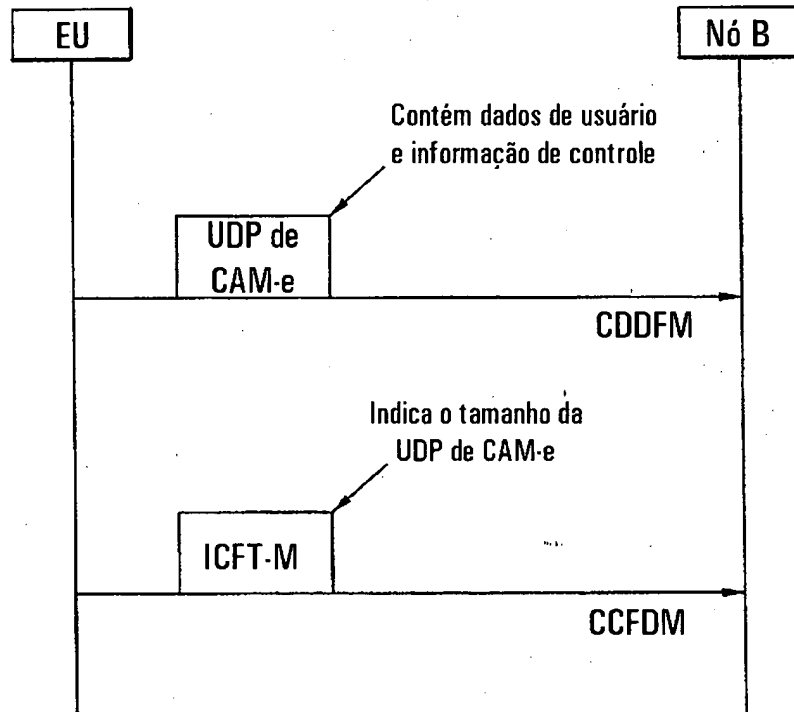 EU
Nó B
Contém dados de usuário
e informação de controle
UDP de
CAM-e
CDDFM
Indica o tamanho da
UDP de CAM-e
ICFT-M
CCFDM